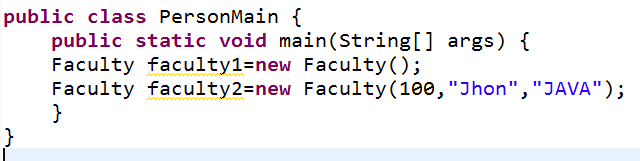 public class PersonMain {
public static void main(String[] args) {
Faculty faculty1=new Faculty();
Faculty faculty2=new Faculty(100,"Jhon","JAVA");
}
}